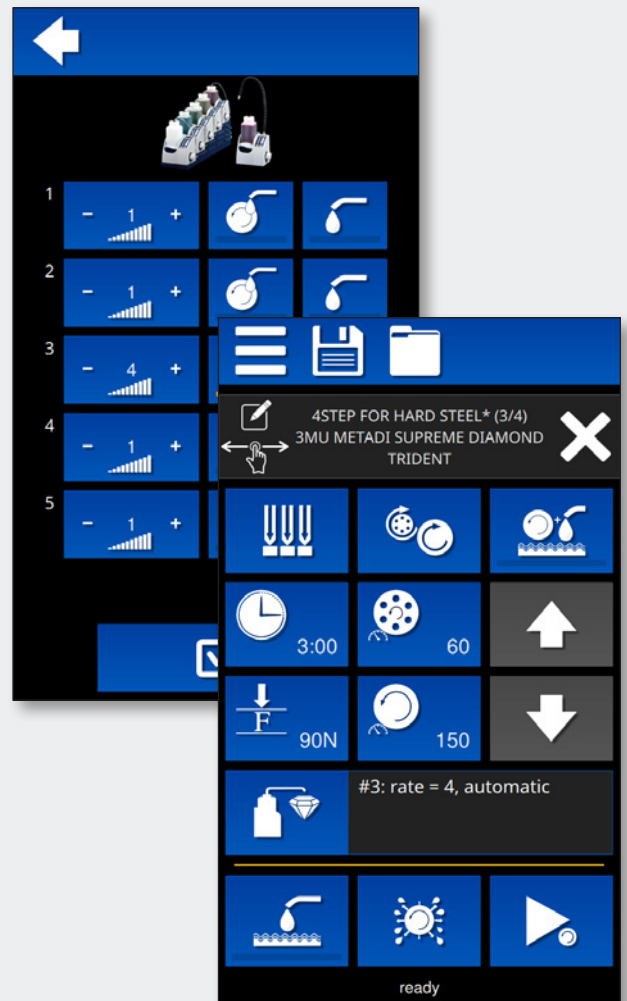 1
- 1 +
2
- 1 +
3
- 4 +
4
- 1 +
5
- 1 +
4STEP FOR HARD STEEL* (3/4)
3MU METADI SUPREME DIAMOND
TRIDENT
3:00
60
F
90N
150
#3: rate = 4, automatic
ready